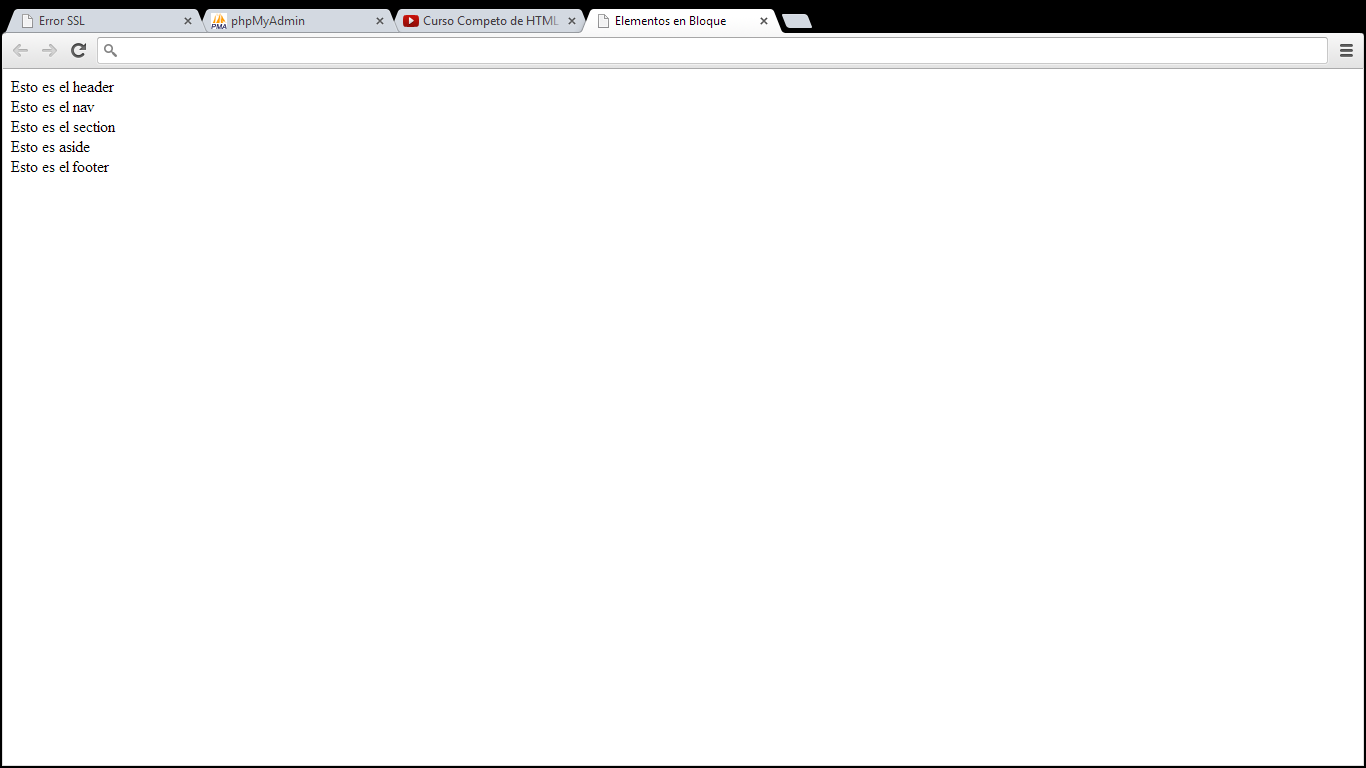 Error SSL
phpMyAdmin
Curso Competo de HTML
Elementos en Bloque
PMA
Esto es el header
Esto es el nav
Esto es el section
Esto es aside
Esto es el footer